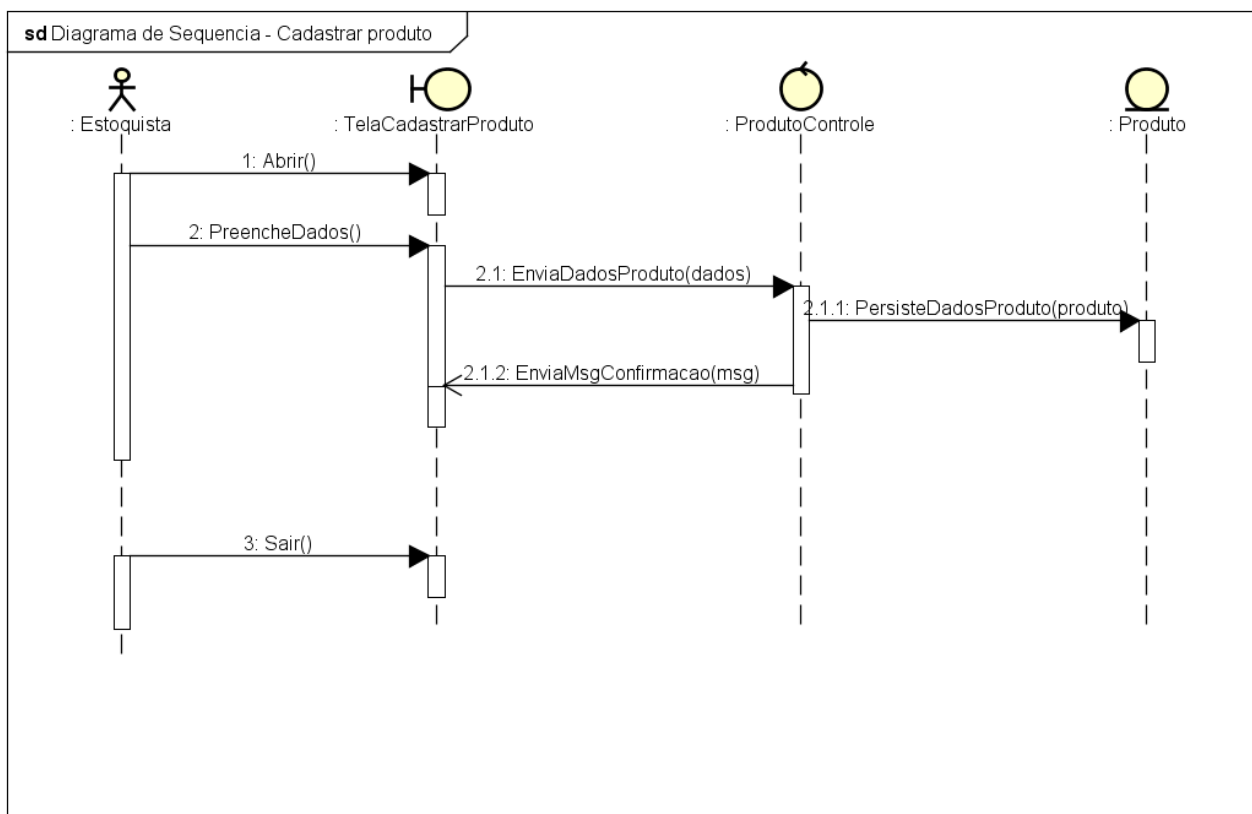 sd Diagrama de Sequencia - Cadastrar produto
: Estoquista
: TelaCadastrarProduto
: ProdutoControle
: Produto
1: Abrir()
2: PreencheDados()
2.1: EnviaDadosProduto(dados)
2.1.1: PersisteDadosProduto(produto)
2.1.2: EnviaMsgConfirmacao(msg)
3: Sair()